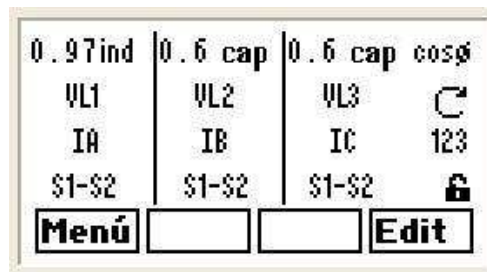 0.97ind 0.6 cap 0.6 cap cosø
VL1 VL2 VL3
IA IB IC 123
S1-S2 S1-S2 S1-S2
Menú Edit